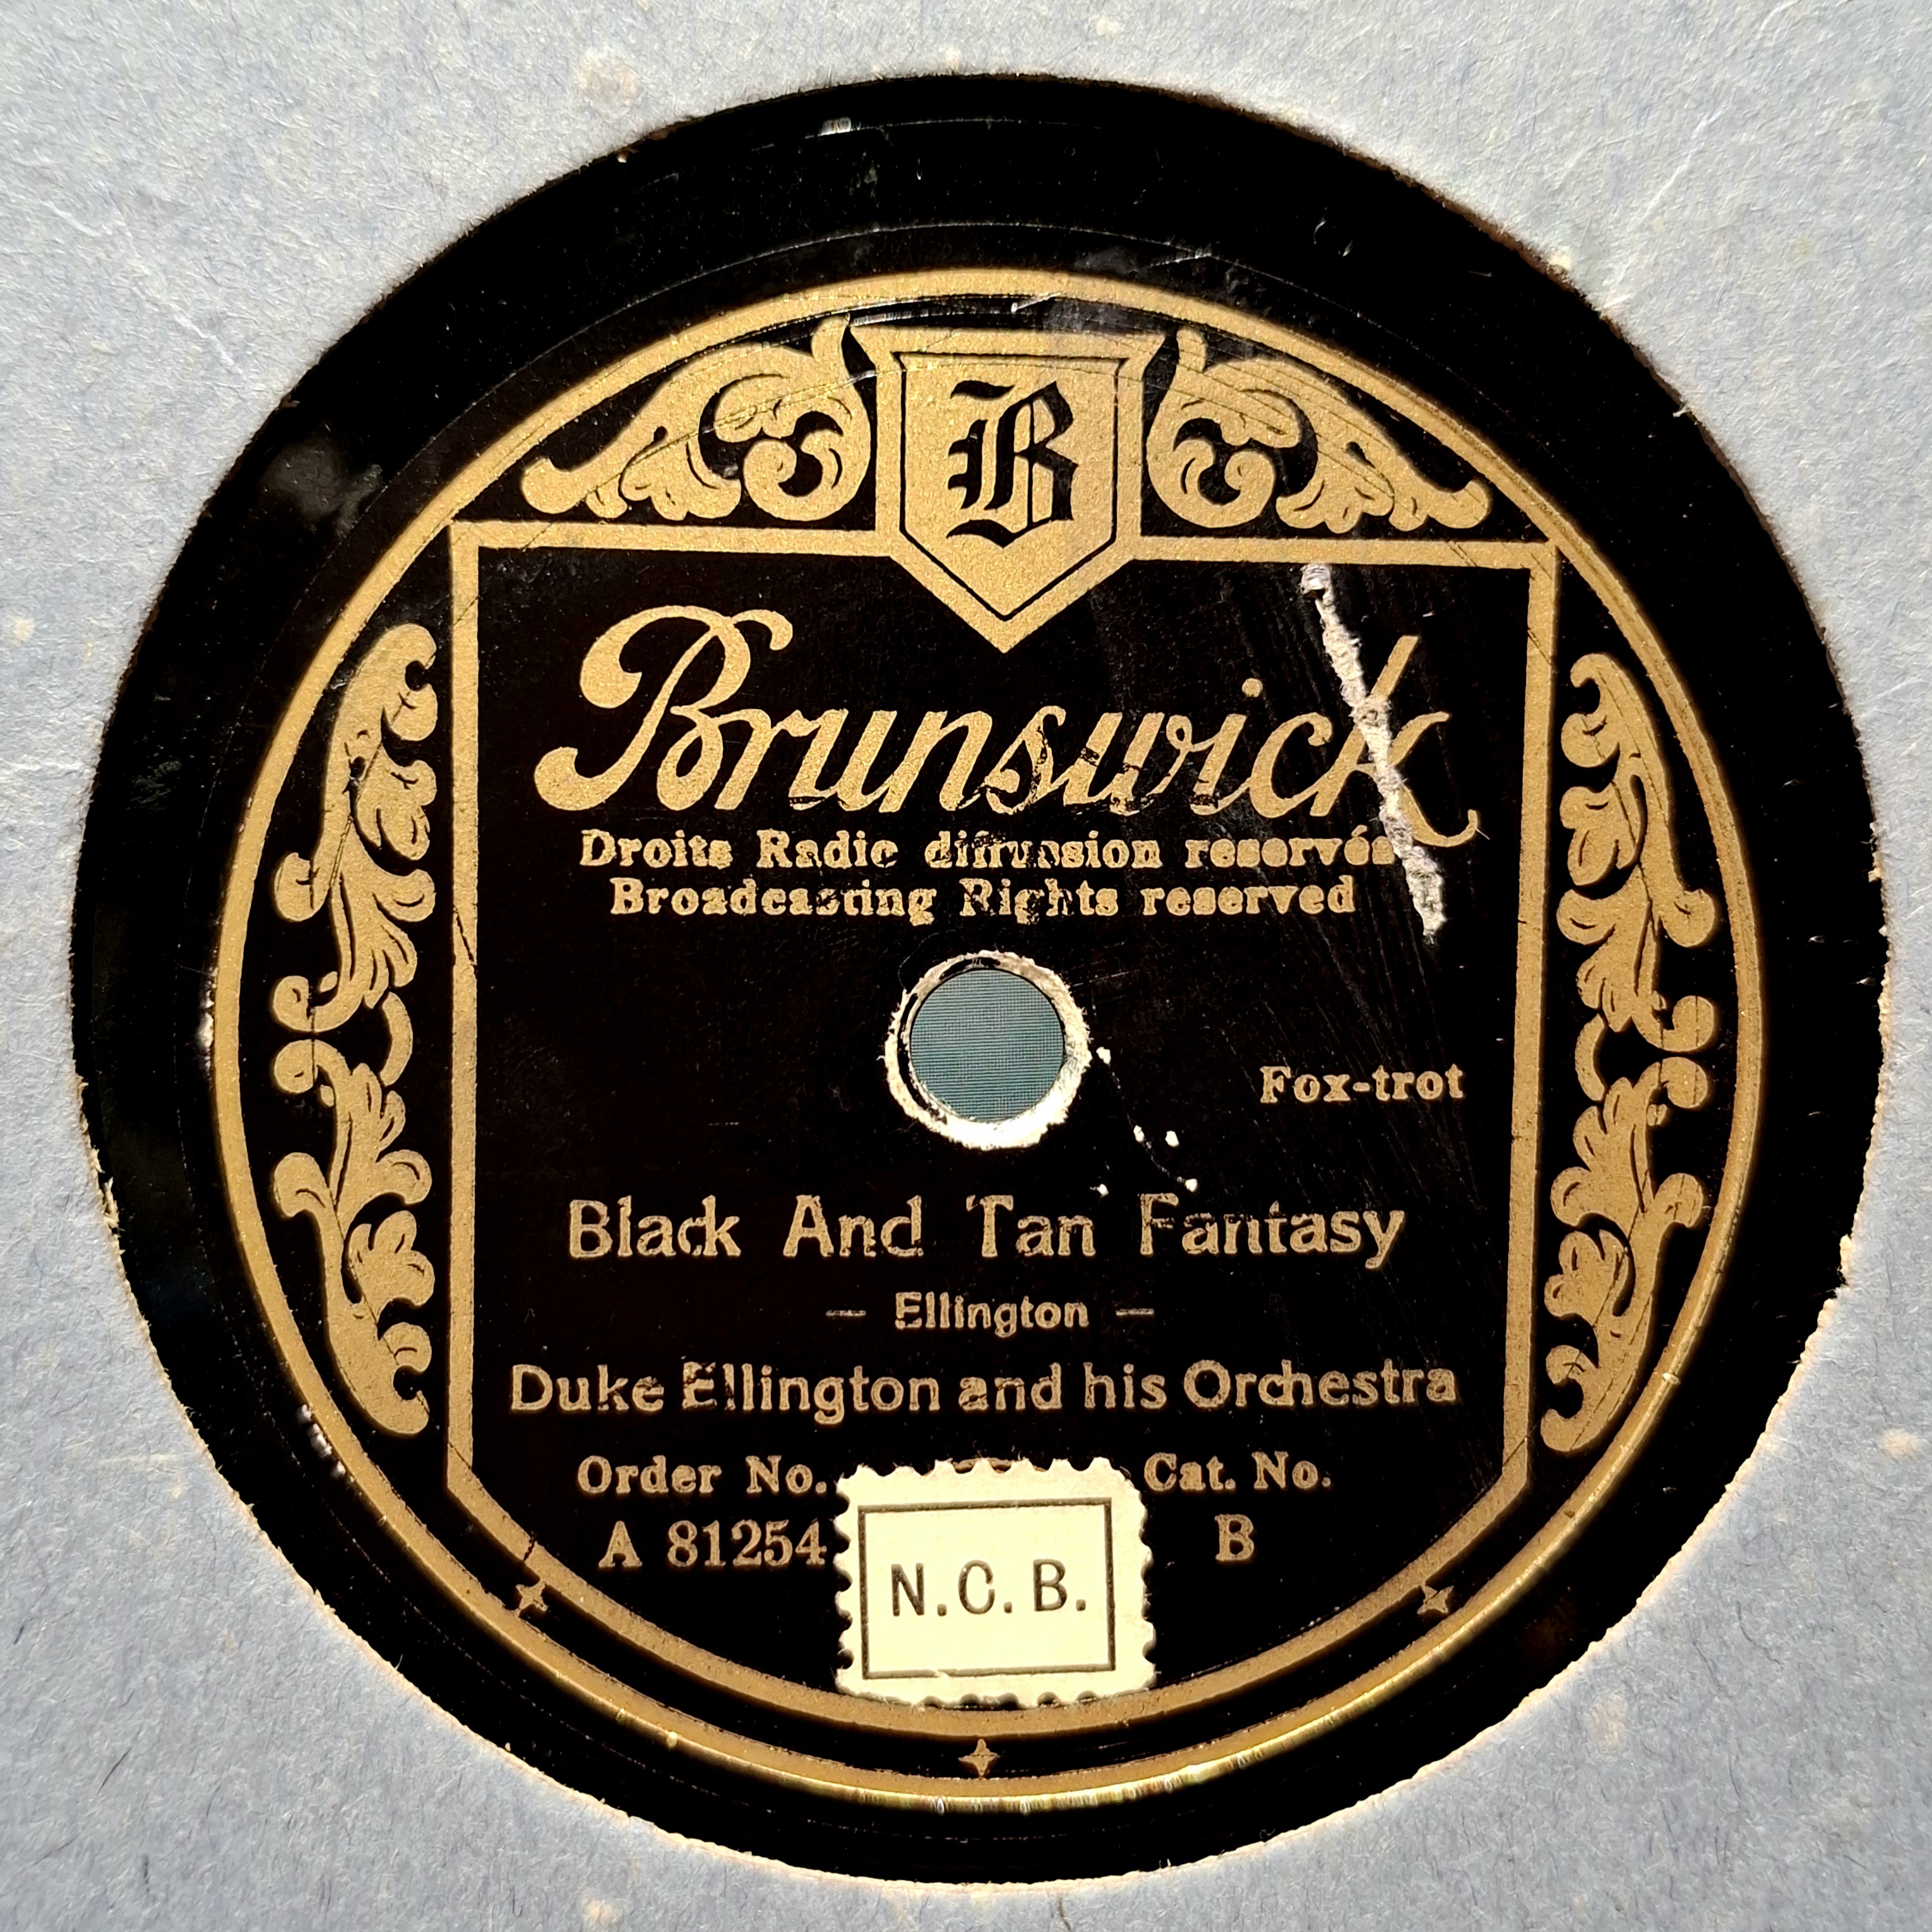 B
Brunswick
Droits Radio diffusion reservés
Broadcasting Rights reserved
Fox-trot
Black And Tan Fantasy
— Ellington —
Duke Ellington and his Orchestra
Order No. Cat. No.
A 81254 B
N.C.B.